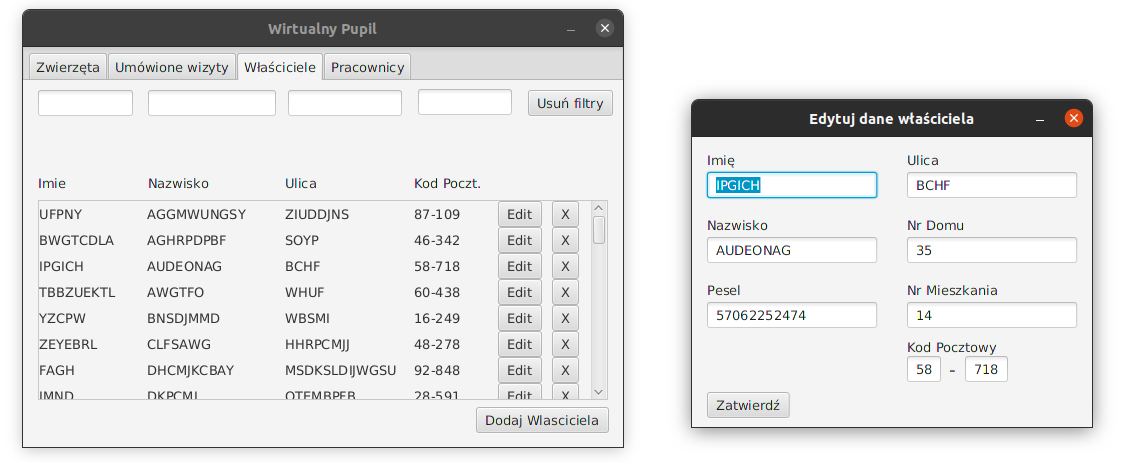 Wirtualny Pupil
Zwierzęta Umówione wizyty Właściciele Pracownicy
Usuń filtry
Imie Nazwisko Ulica Kod Poczt.
UFPNY AGGMWUNGSY ZIUDDJNS 87-109 Edit X
BWGTCDLA AGHRPDPBF SOYP 46-342 Edit X
IPGICH AUDEONAG BCHF 58-718 Edit X
TBBZUEKTL AWGTFO WHUF 60-438 Edit X
YZCPW BNSDJMMD WBSMI 16-249 Edit X
ZEYEBRL CLFSAWG HHRPCMJJ 48-278 Edit X
FAGH DHCMJKCBAY MSDKSLDIJWGSU 92-848 Edit X
28-591 Edit X
Dodaj Wlasciciela
Edytuj dane właściciela
Imię Ulica
IPGICH BCHF
Nazwisko Nr Domu
AUDEONAG 35
Pesel Nr Mieszkania
57062252474 14
Kod Pocztowy
58 - 718
Zatwierdź